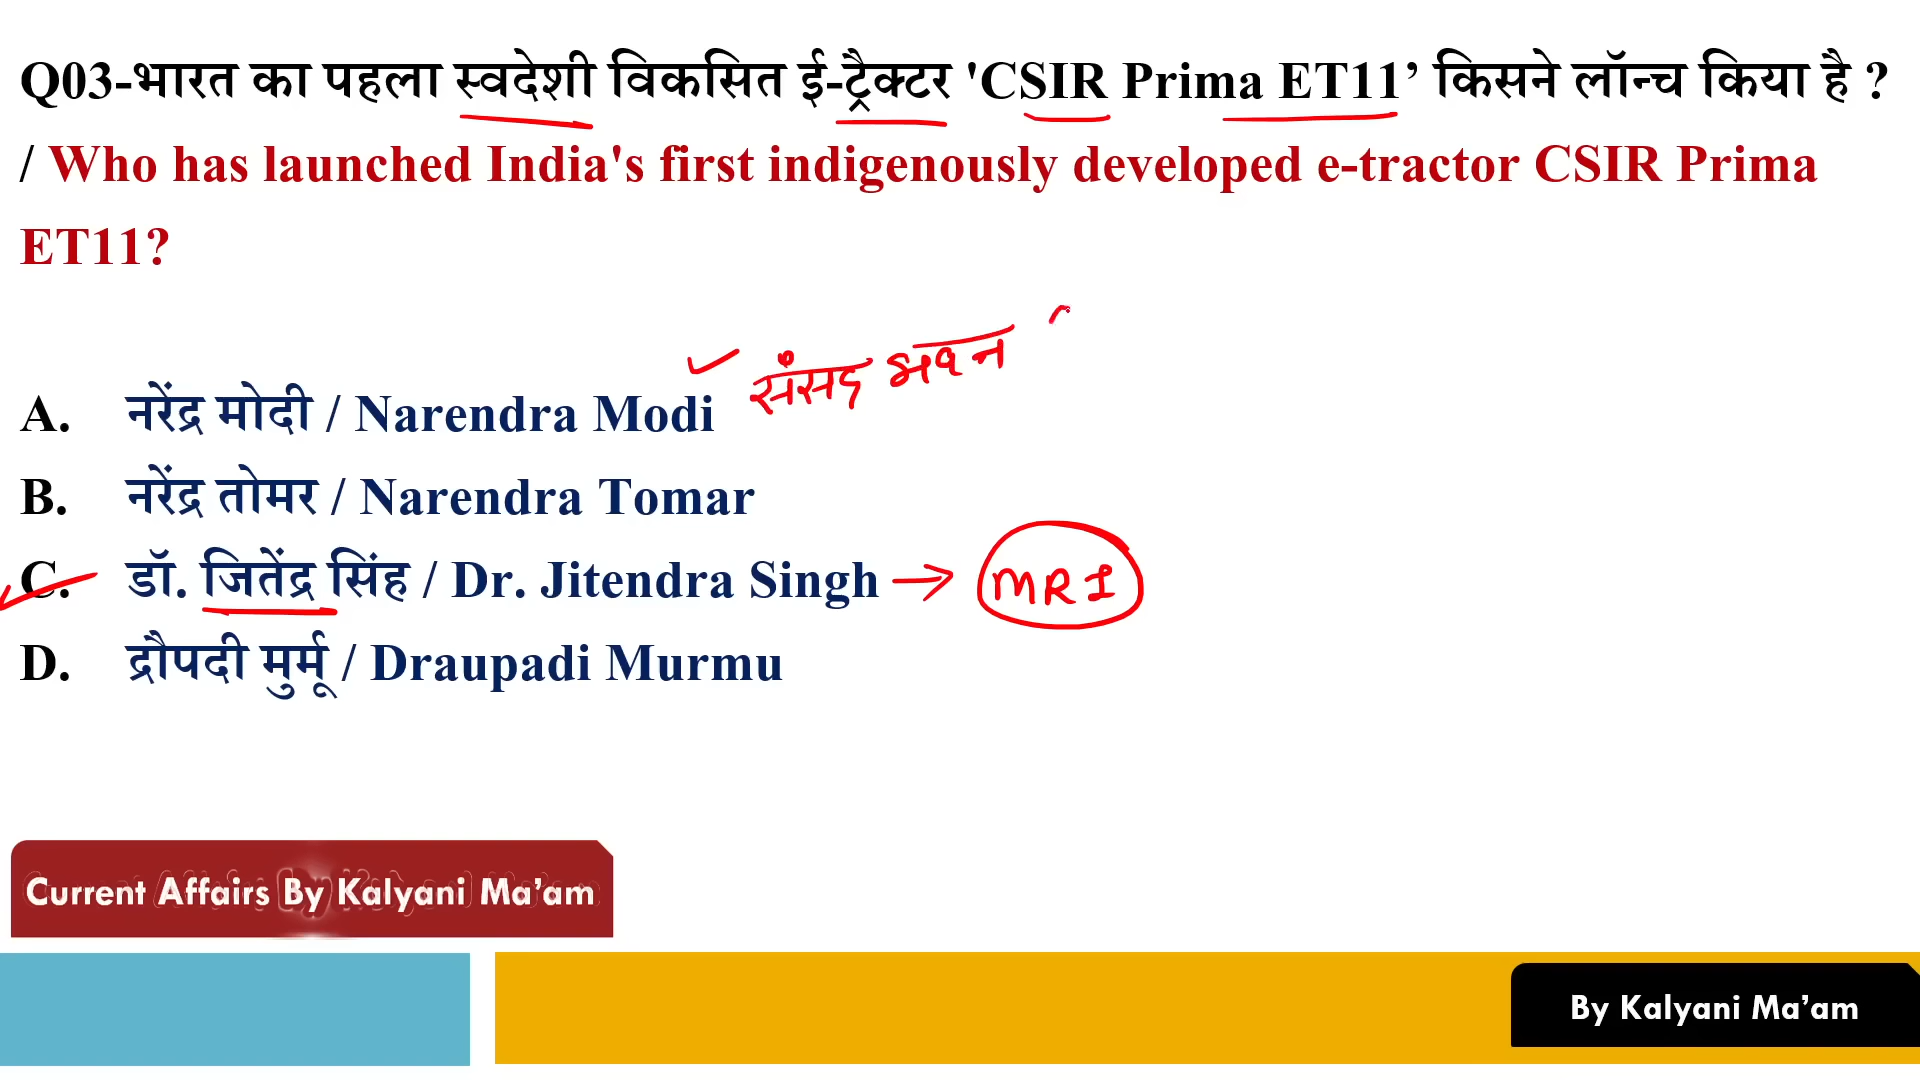 Q03-भारत का पहला स्वदेशी विकसित ई-ट्रैक्टर 'CSIR Prima ET11’ किसने लॉन्च किया है ?
/ Who has launched India's first indigenously developed e-tractor CSIR Prima
ET11?
संसद भवन
A. नरेंद्र मोदी / Narendra Modi
B. नरेंद्र तोमर / Narendra Tomar
C. डॉ. जितेंद्र सिंह / Dr. Jitendra Singh → MRI
D. द्रौपदी मुर्मू / Draupadi Murmu
Current Affairs By Kalyani Ma’am
By Kalyani Ma’am